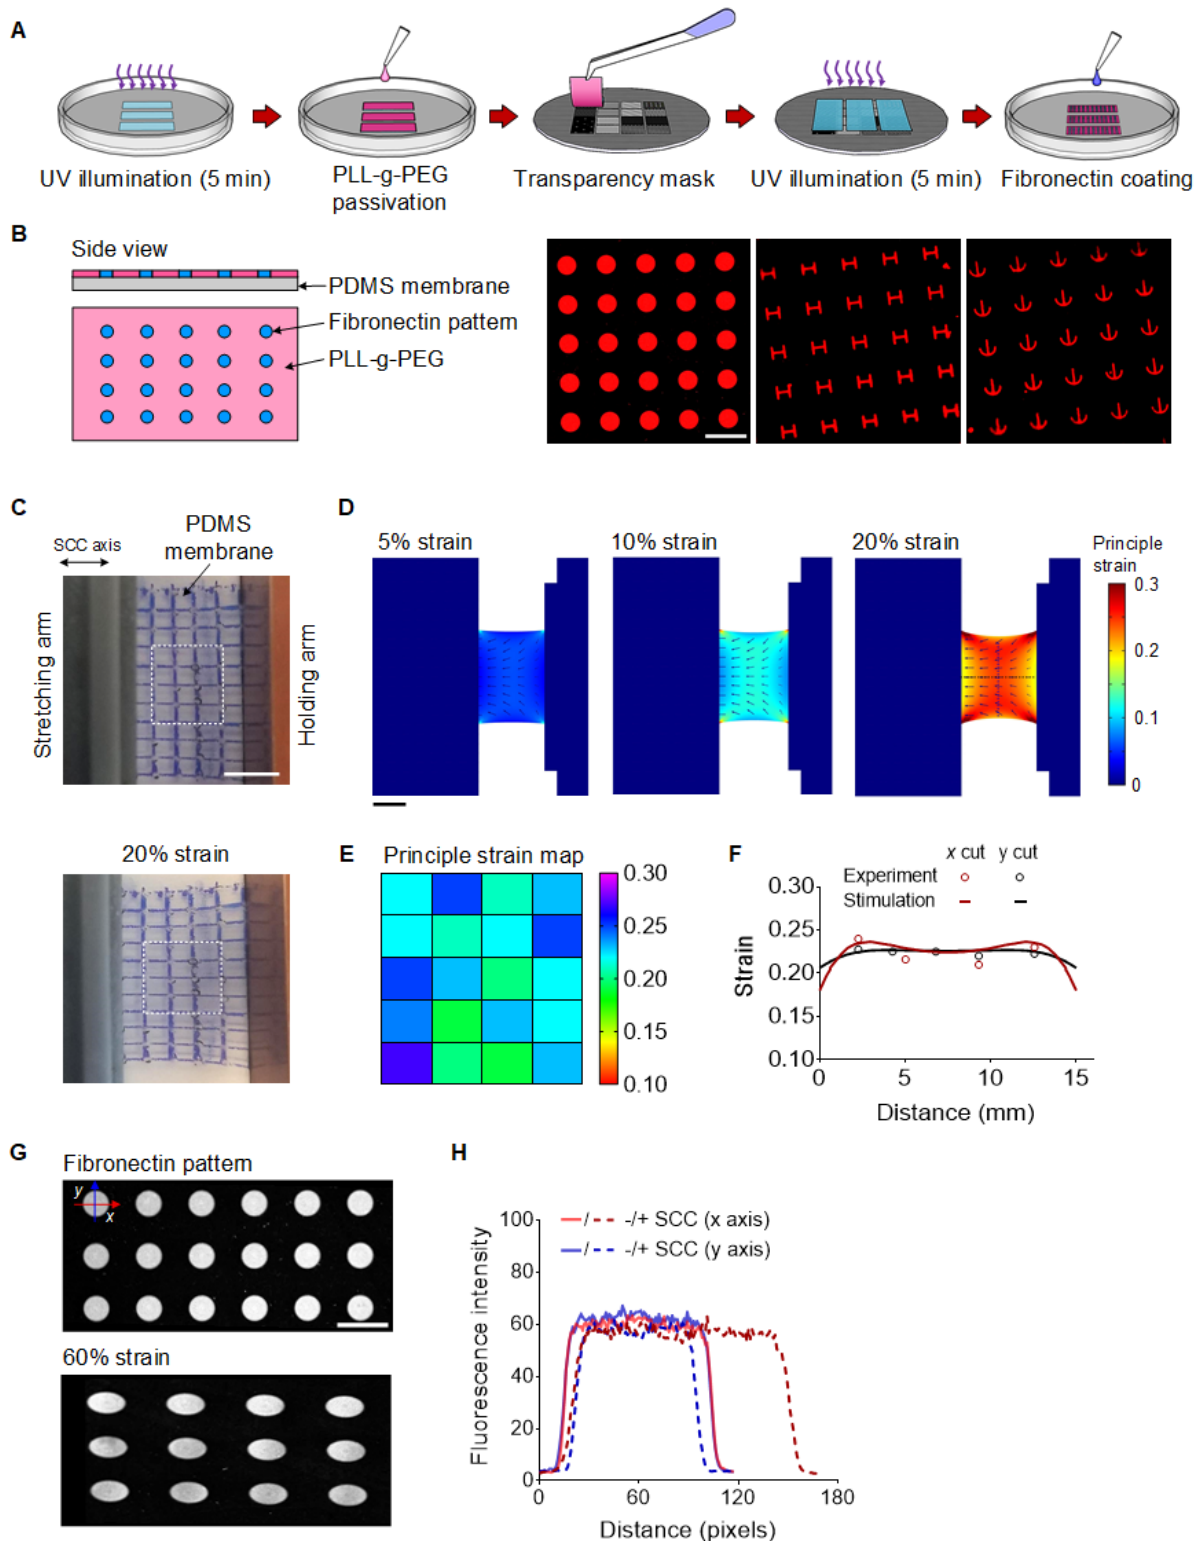 A
UV illumination (5 min)
PLL-g-PEG
passivation
Transparency mask
UV illumination (5 min)
Fibronectin coating
B
Side view
PDMS membrane
Fibronectin pattern
PLL-g-PEG
C
SCC axis
PDMS
membrane
Stretching arm
Holding arm
20% strain
D
5% strain
10% strain
20% strain
Principle
strain
0.3
0.2
0.1
0
E
Principle strain map
0.30
0.25
0.20
0.15
0.10
F
x cut
y cut
Experiment
Stimulation
0.30
0.25
0.20
0.15
0.10
Strain
0
5
10
15
Distance (mm)
G
Fibronectin pattern
y
x
60% strain
H
100
80
60
40
20
0
Fluorescence intensity
/ -/+ SCC (x axis)
/ -/+ SCC (y axis)
0
60
120
180
Distance (pixels)